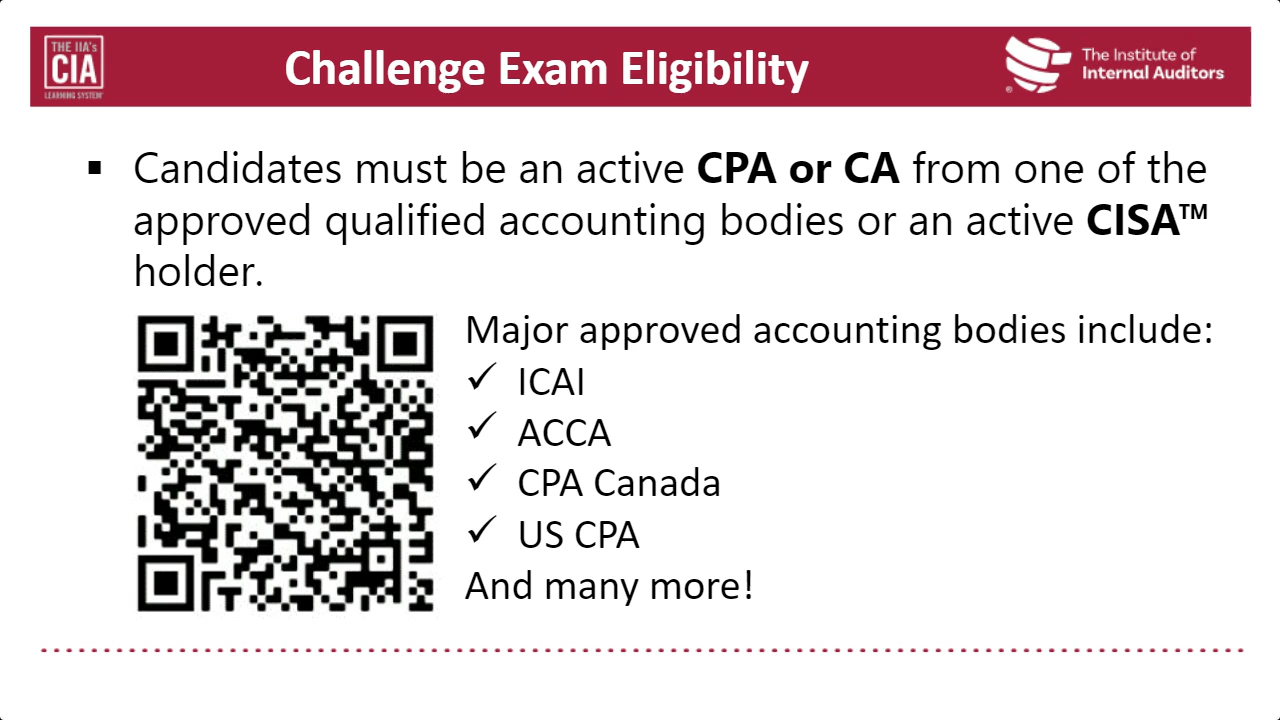 THE IIA's
CIA
LEARNING SYSTEM
Challenge Exam Eligibility
The Institute of
Internal Auditors
®
▪ Candidates must be an active CPA or CA from one of the
approved qualified accounting bodies or an active CISA™
holder.
Major approved accounting bodies include:
✓ ICAI
✓ ACCA
✓ CPA Canada
✓ US CPA
And many more!